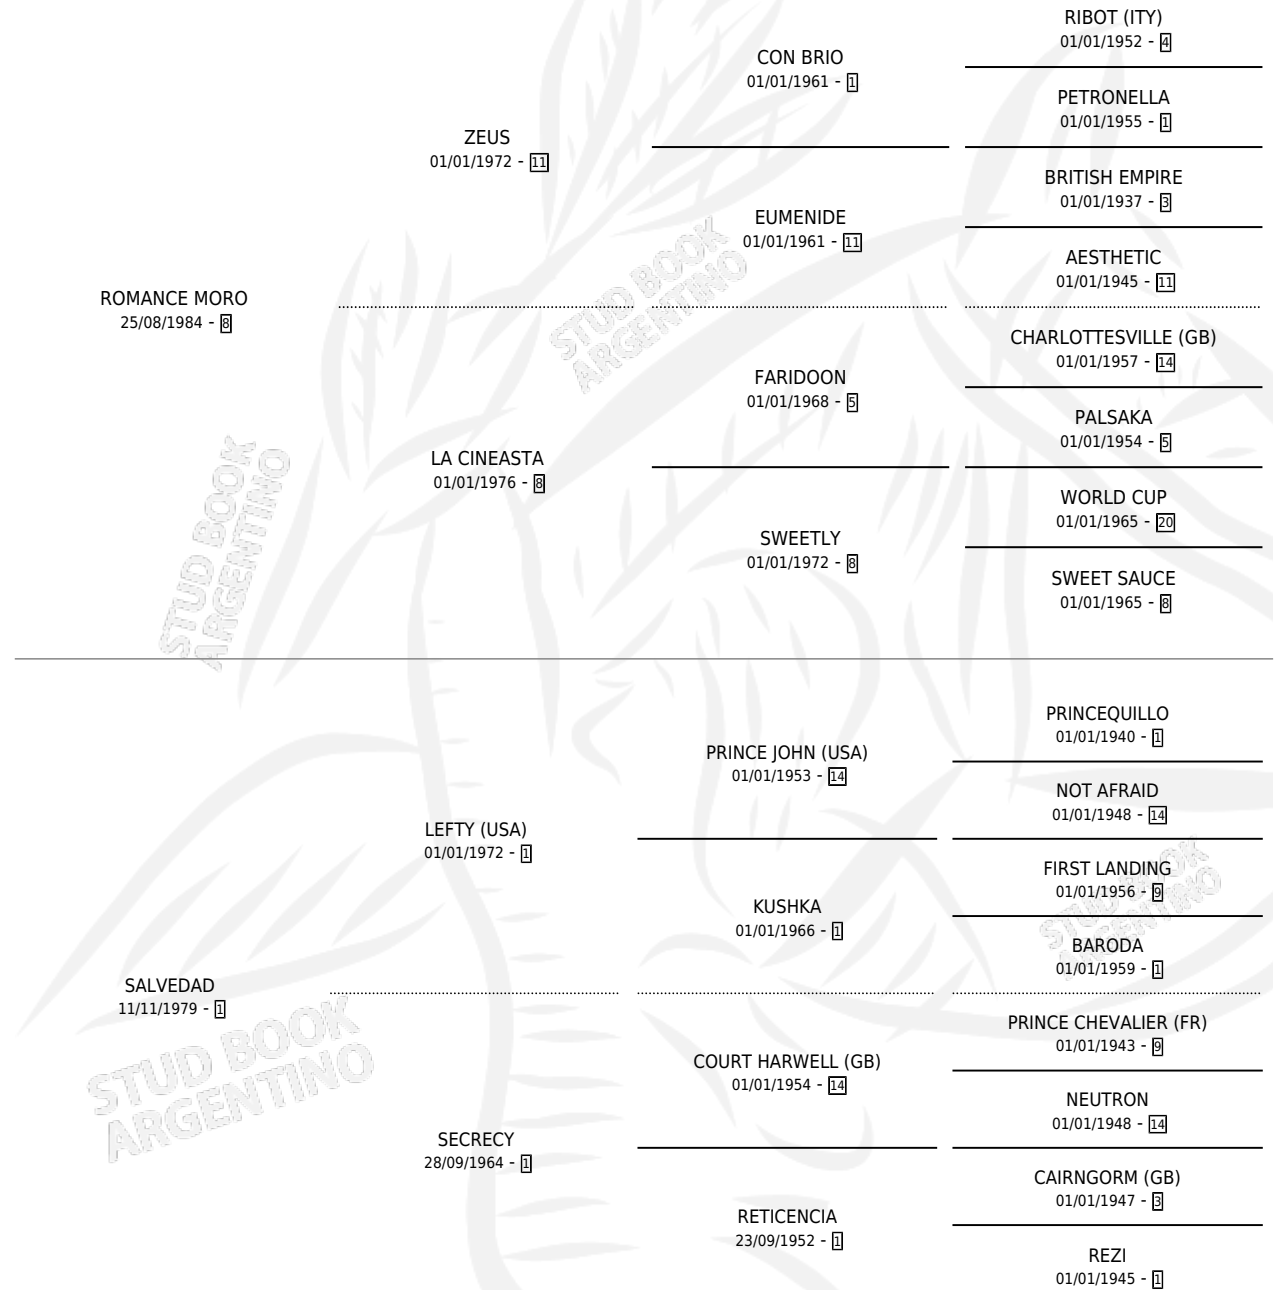 RIBOT (ITY)
01/01/1952 - 4
CON BRIO
01/01/1961 - 1
PETRONELLA
01/01/1955 - 1
ZEUS
01/01/1972 - 11
BRITISH EMPIRE
01/01/1937 - 3
EUMENIDE
01/01/1961 - 11
AESTHETIC
01/01/1945 - 11
ROMANCE MORO
25/08/1984 - 8
CHARLOTTESVILLE (GB)
01/01/1957 - 14
FARIDOON
01/01/1968 - 5
PALSAKA
01/01/1954 - 5
LA CINEASTA
01/01/1976 - 8
WORLD CUP
01/01/1965 - 20
SWEETLY
01/01/1972 - 8
SWEET SAUCE
01/01/1965 - 8
PRINCEQUILLO
01/01/1940 - 1
PRINCE JOHN (USA)
01/01/1953 - 14
NOT AFRAID
01/01/1948 - 14
LEFTY (USA)
01/01/1972 - 1
FIRST LANDING
01/01/1956 - 9
KUSHKA
01/01/1966 - 1
BARODA
01/01/1959 - 1
SALVEDAD
11/11/1979 - 1
PRINCE CHEVALIER (FR)
01/01/1943 - 9
COURT HARWELL (GB)
01/01/1954 - 14
NEUTRON
01/01/1948 - 14
SECRECY
28/09/1964 - 1
CAIRNGORM (GB)
01/01/1947 - 3
RETICENCIA
23/09/1952 - 1
REZI
01/01/1945 - 1
STUD BOOK
ARGENTINO
STUD BOOK
ARGENTINO
STUD BOOK
ARGENTINO
STUD BOOK
ARGENTINO